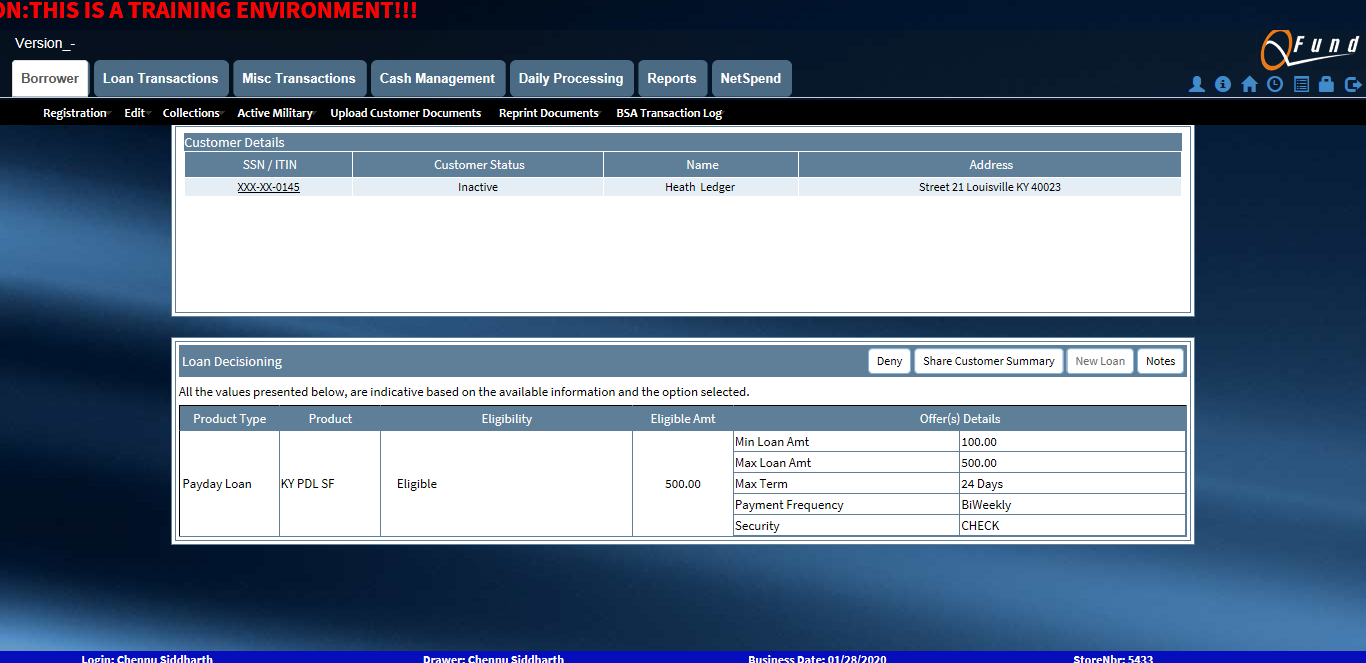 ON:THIS IS A TRAINING ENVIRONMENT!!!
Version_-
QFund
Borrower Loan Transactions Misc Transactions Cash Management Daily Processing Reports NetSpend
Registration Edit Collections Active Military Upload Customer Documents Reprint Documents BSA Transaction Log
Customer Details
SSN / ITIN Customer Status Name Address
XXX-XX-0145 Inactive Heath Ledger Street 21 Louisville KY 40023
Loan Decisioning Deny Share Customer Summary New Loan Notes
All the values presented below, are indicative based on the available information and the option selected.
Product Type Product Eligibility Eligible Amt Offer(s) Details
Min Loan Amt 100.00
Max Loan Amt 500.00
Payday Loan KY PDL SF Eligible 500.00 Max Term 24 Days
Payment Frequency BiWeekly
Security CHECK
Login: Chennu Siddharth Drawer: Chennu Siddharth Business Date: 01/28/2020 StoreNbr: 5433